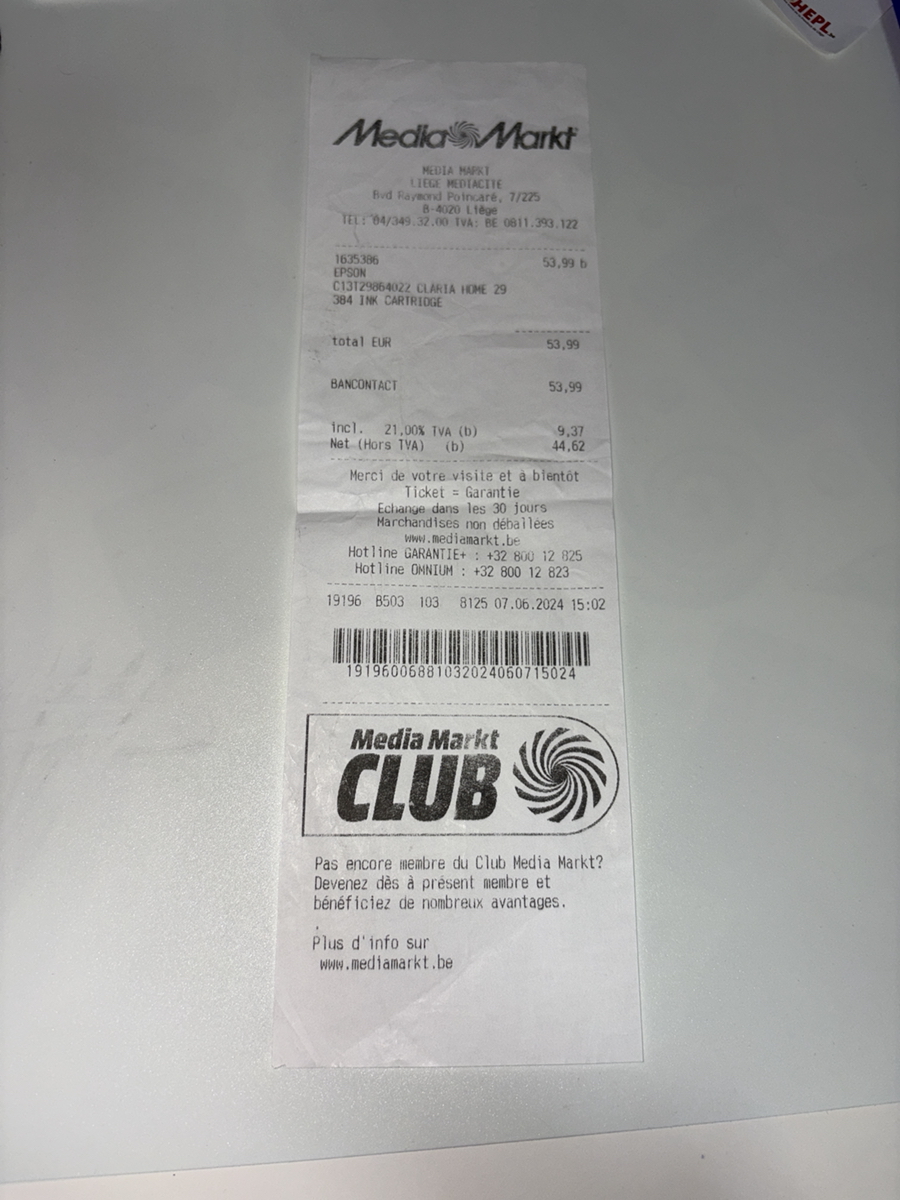 HEPL
Media Markt
MEDIA MARKT
LIEGE MEDIACITE
Bvd Raymond Poincaré, 7/225
B-4020 Liège
TEL: 04/349.32.00 TVA: BE 0811.393.122
1635386 53,99 b
EPSON
C13T29864022 CLARIA HOME 29
384 INK CARTRIDGE
total EUR 53,99
BANCONTACT 53,99
incl. 21,00% TVA (b) 9,37
Net (Hors TVA) (b) 44,62
Merci de votre visite et à bientôt
Ticket = Garantie
Echange dans les 30 jours
Marchandises non déballées
www.mediamarkt.be
Hotline GARANTIE+ : +32 800 12 825
Hotline OMNIUM : +32 800 12 823
19196 B503 103 8125 07.06.2024 15:02
19196006881032024060715024
Media Markt
CLUB
Pas encore membre du Club Media Markt?
Devenez dès à présent membre et
bénéficiez de nombreux avantages.
Plus d'info sur
www.mediamarkt.be